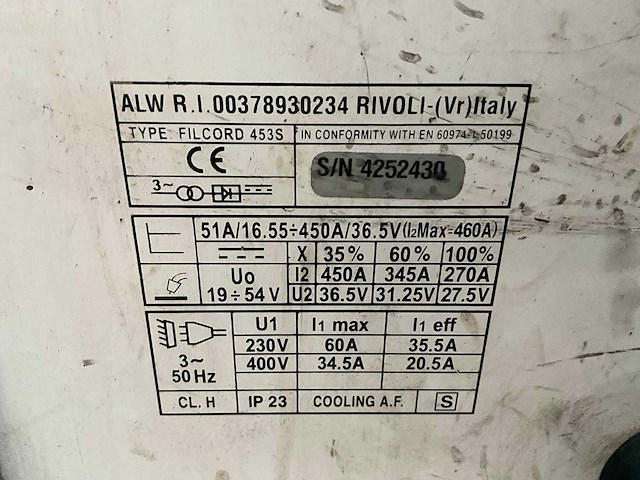 ALW R.I.00378930234 RIVOLI-(Vr)Italy
TYPE: FILCORD 453S
IN CONFORMITY WITH EN 60974-1,50199
CE
S/N 4252430
3~
51A/16.55÷450A/36.5V(I2Max=460A)
X 35% 60% 100%
Uo I2 450A 345A 270A
19÷54V U2 36.5V 31.25V 27.5V
U1 I1 max I1 eff
3~ 230V 60A 35.5A
50Hz 400V 34.5A 20.5A
CL. H IP 23 COOLING A.F. S